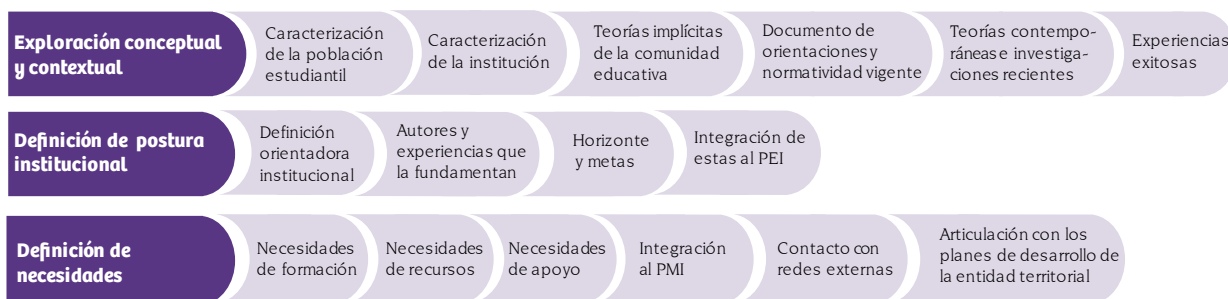 Exploración conceptual
y contextual
Caracterización
de la población
estudiantil
Caracterización
de la institución
Teorías implícitas
de la comunidad
educativa
Documento de
orientaciones y
normatividad vigente
Teorías contempo-
ráneas e investiga-
ciones recientes
Experiencias
exitosas
Definición de postura
institucional
Definición
orientadora
institucional
Autores y
experiencias que
la fundamentan
Horizonte
y metas
Integración de
estas al PEI
Definición de
necesidades
Necesidades
de formación
Necesidades
de recursos
Necesidades
de apoyo
Integración
al PMI
Contacto con
redes externas
Articulación con los
planes de desarrollo de
la entidad territorial